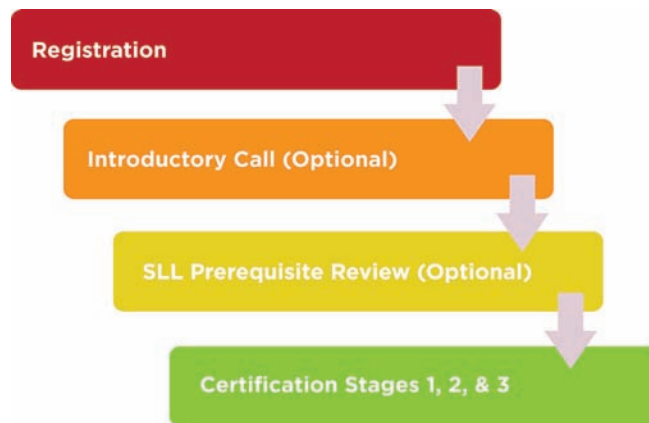 Registration
Introductory Call (Optional)
SLL Prerequisite Review (Optional)
Certification Stages 1, 2, & 3